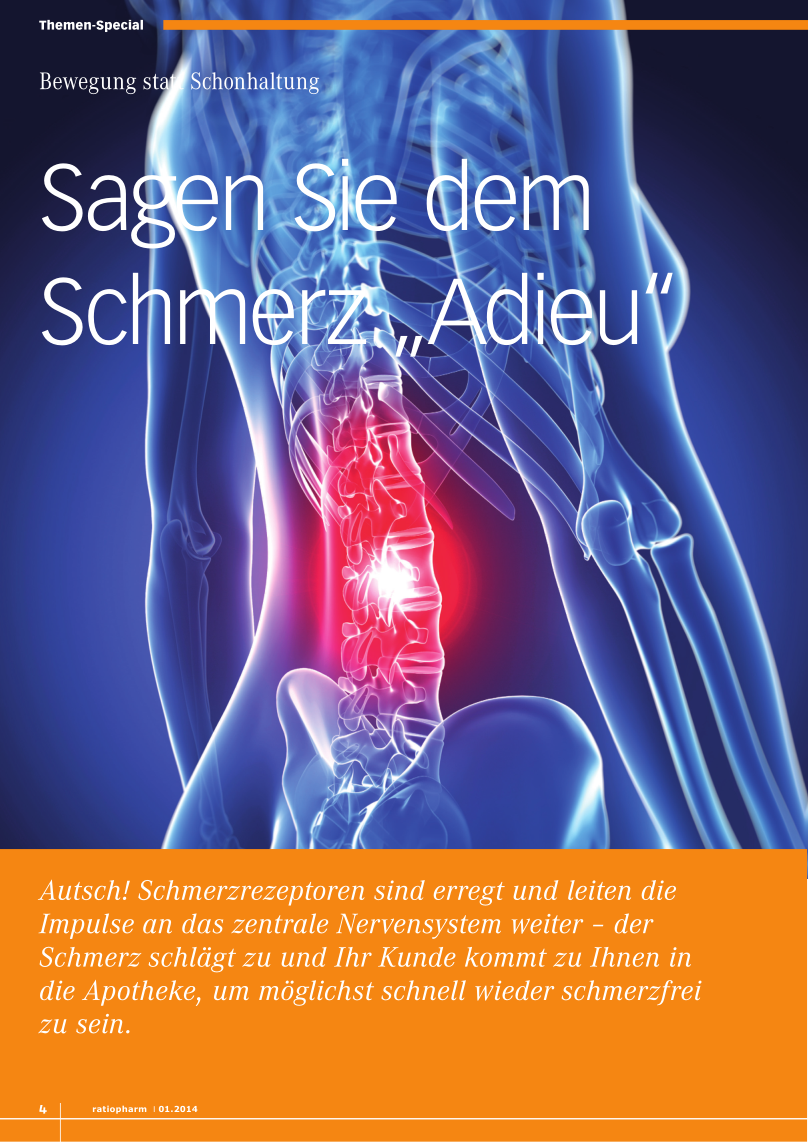 Themen-Special
Bewegung statt Schonhaltung
Sagen Sie dem
Schmerz „Adieu“
Autsch! Schmerzrezeptoren sind erregt und leiten die
Impulse an das zentrale Nervensystem weiter – der
Schmerz schlägt zu und Ihr Kunde kommt zu Ihnen in
die Apotheke, um möglichst schnell wieder schmerzfrei
zu sein.
4 ratiopharm | 01.2014